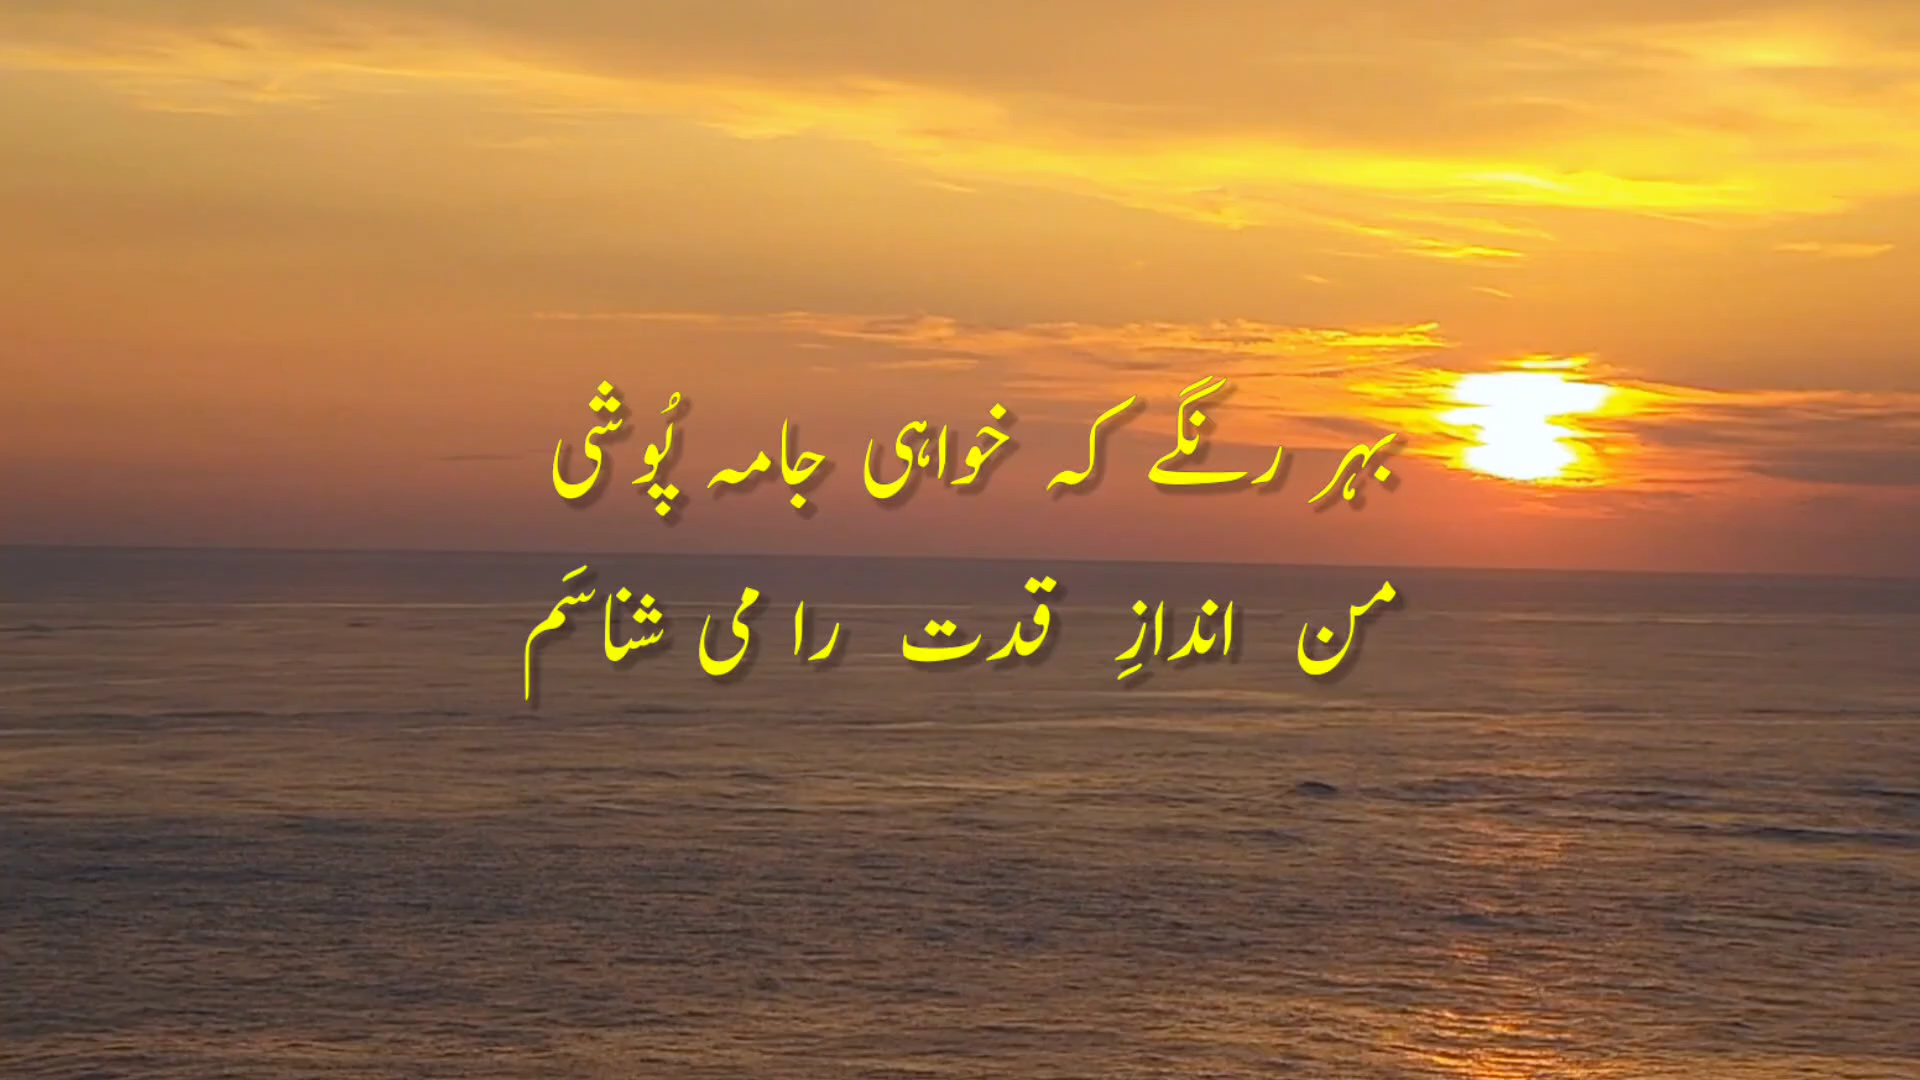 بہر رنگے کہ خواہی جامہ پُوشی
من اندازِ قدت را می شناسَم